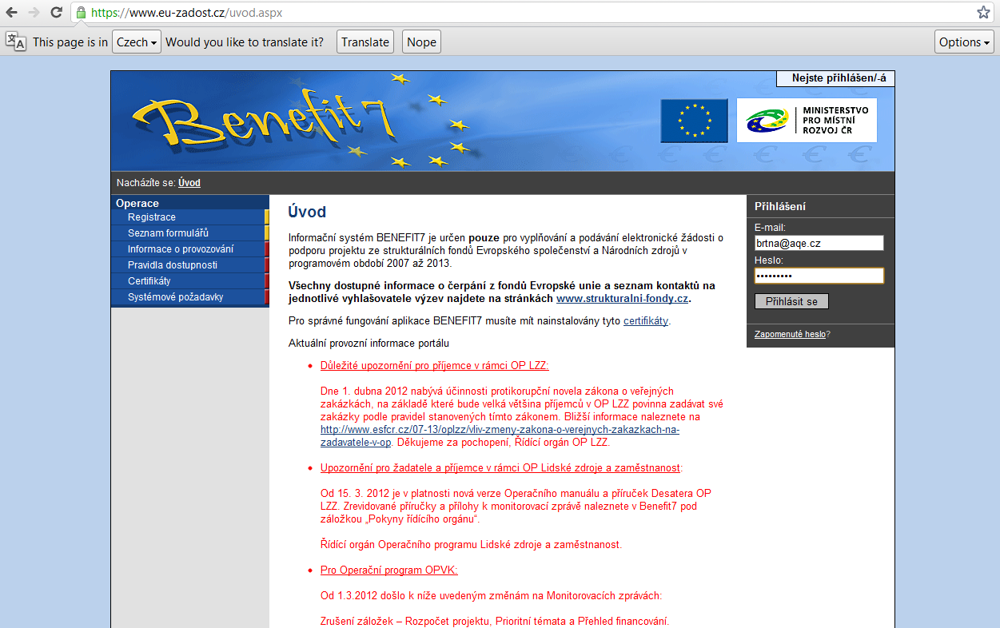 https://www.eu-zadost.cz/uvod.aspx
This page is in Czech Would you like to translate it? Translate Nope Options
Nejste přihlášen/-á
Benefit7
MINISTERSTVO
PRO MÍSTNÍ
ROZVOJ ČR
Nacházíte se: Úvod
Operace
Registrace
Seznam formulářů
Informace o provozování
Pravidla dostupnosti
Certifikáty
Systémové požadavky
Úvod
Informační systém BENEFIT7 je určen pouze pro vyplňování a podávání elektronické žádosti o
podporu projektu ze strukturálních fondů Evropského společenství a Národních zdrojů v
programovém období 2007 až 2013.
Všechny dostupné informace o čerpání z fondů Evropské unie a seznam kontaktů na
jednotlivé vyhlašovatele výzev najdete na stránkách www.strukturalni-fondy.cz.
Pro správné fungování aplikace BENEFIT7 musíte mít nainstalovány tyto certifikáty.
Aktuální provozní informace portálu
• Důležité upozornění pro příjemce v rámci OP LZZ:
Dne 1. dubna 2012 nabývá účinnosti protikorupční novela zákona o veřejných
zakázkách, na základě které bude velká většina příjemců v OP LZZ povinna zadávat své
zakázky podle pravidel stanovených tímto zákonem. Bližší informace naleznete na
http://www.esfcr.cz/07-13/oplzz/vliv-zmeny-zakona-o-verejnych-zakazkach-na-
zadavatele-v-op. Děkujeme za pochopení, Řídící orgán OP LZZ.
• Upozornění pro žadatele a příjemce v rámci OP Lidské zdroje a zaměstnanost:
Od 15. 3. 2012 je v platnosti nová verze Operačního manuálu a příruček Desatera OP
LZZ. Zrevidované příručky a přílohy k monitorovací zprávě naleznete v Benefit7 pod
záložkou „Pokyny řídícího orgánu“.
Řídící orgán Operačního programu Lidské zdroje a zaměstnanost.
• Pro Operační program OPVK:
Od 1.3.2012 došlo k níže uvedeným změnám na Monitorovacích zprávách:
Zrušení záložek – Rozpočet projektu, Prioritní témata a Přehled financování.
Přihlášení
E-mail:
brtna@aqe.cz
Heslo:
•••••••••
Přihlásit se
Zapomenuté heslo?